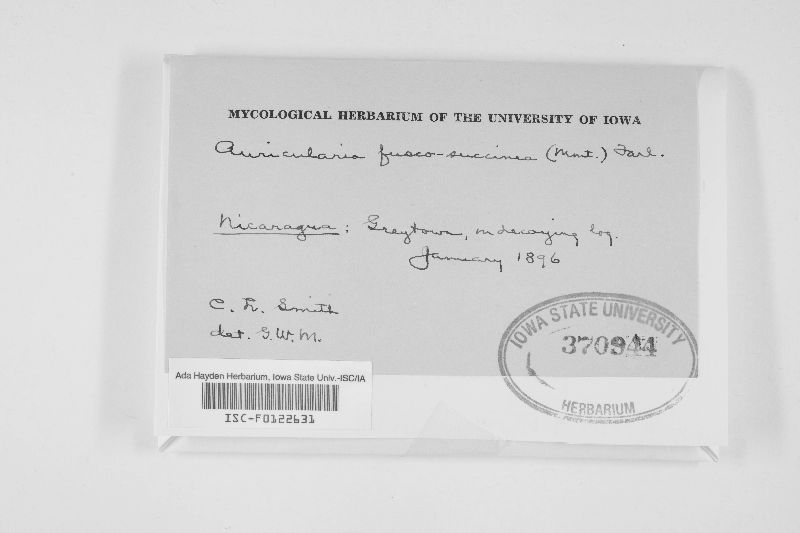 MYCOLOGICAL HERBARIUM OF THE UNIVERSITY OF IOWA
Auricularia fusco-succinea (Mont.) Farl.
Nicaragua: Greytown, on decaying log.
January 1896
C. L. Smith
det. G.W.M.
IOWA STATE UNIVERSITY
370944
HERBARIUM
Ada Hayden Herbarium, Iowa State Univ.-ISC/IA
ISC-F0122631